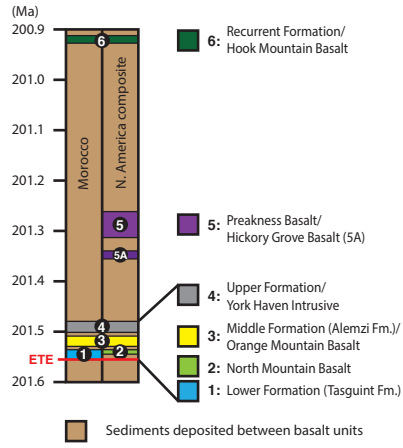 (Ma)
200.9
201.0
201.1
201.2
201.3
201.4
201.5
ETE
201.6
Morocco
N. America composite
6
5
5A
4
3
2
1
6: Recurrent Formation/
Hook Mountain Basalt
5: Preakness Basalt/
Hickory Grove Basalt (5A)
4: Upper Formation/
York Haven Intrusive
3: Middle Formation (Alemzi Fm.)/
Orange Mountain Basalt
2: North Mountain Basalt
1: Lower Formation (Tasguint Fm.)
Sediments deposited between basalt units